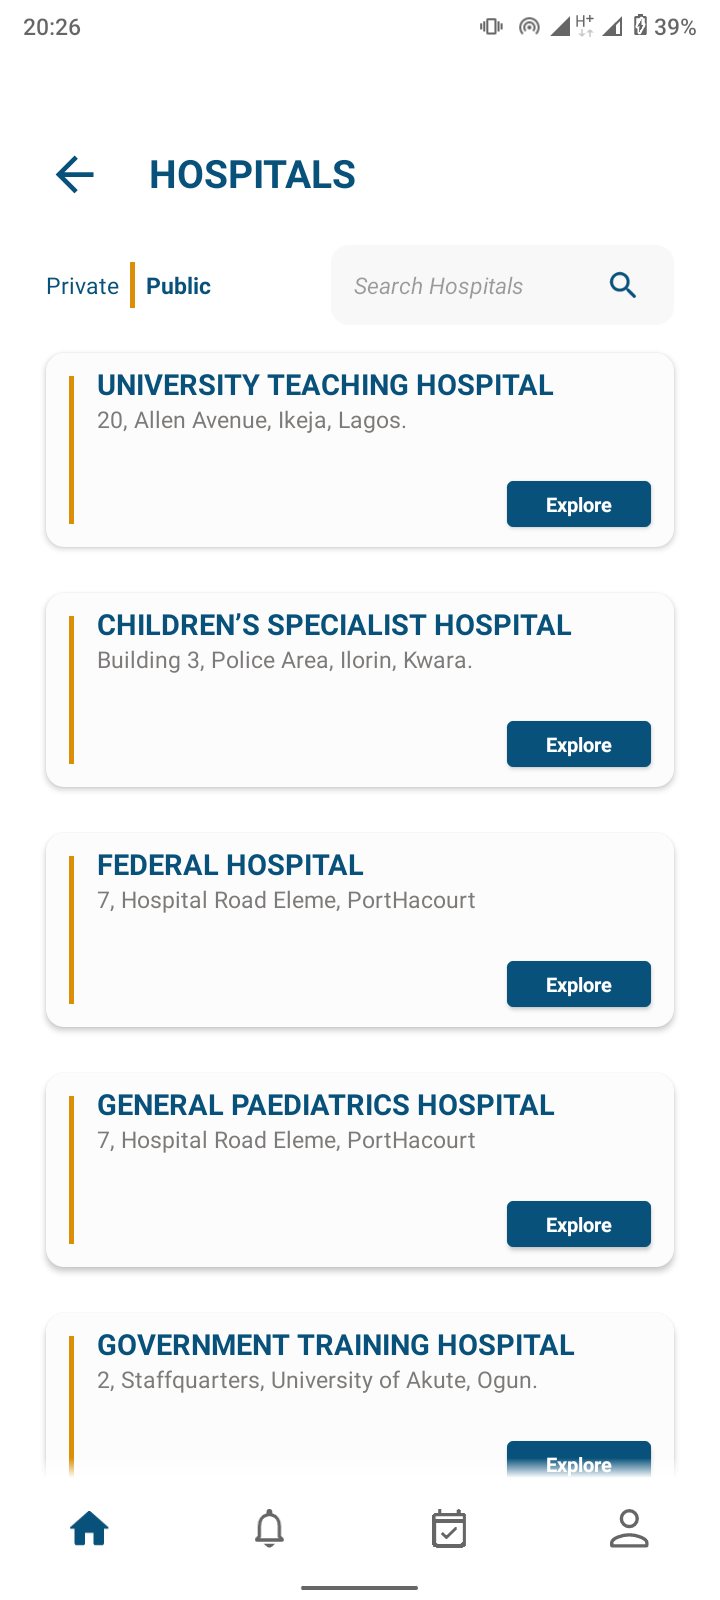 20:26
H+
39%
HOSPITALS
Private
Public
Search Hospitals
UNIVERSITY TEACHING HOSPITAL
20, Allen Avenue, Ikeja, Lagos.
Explore
CHILDREN’S SPECIALIST HOSPITAL
Building 3, Police Area, Ilorin, Kwara.
Explore
FEDERAL HOSPITAL
7, Hospital Road Eleme, PortHacourt
Explore
GENERAL PAEDIATRICS HOSPITAL
7, Hospital Road Eleme, PortHacourt
Explore
GOVERNMENT TRAINING HOSPITAL
2, Staffquarters, University of Akute, Ogun.
Explore